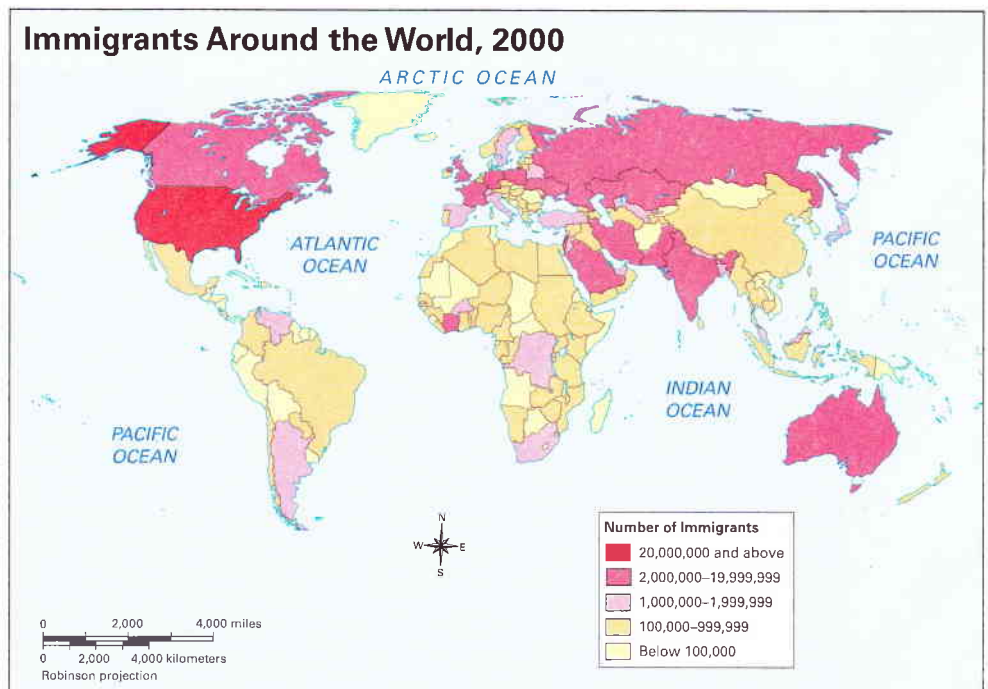 Immigrants Around the World, 2000
ARCTIC OCEAN
ATLANTIC
OCEAN
PACIFIC
OCEAN
INDIAN
OCEAN
PACIFIC
OCEAN
N
W
E
S
Number of Immigrants
20,000,000 and above
2,000,000–19,999,999
1,000,000–1,999,999
100,000–999,999
Below 100,000
0 2,000 4,000 miles
0 2,000 4,000 kilometers
Robinson projection